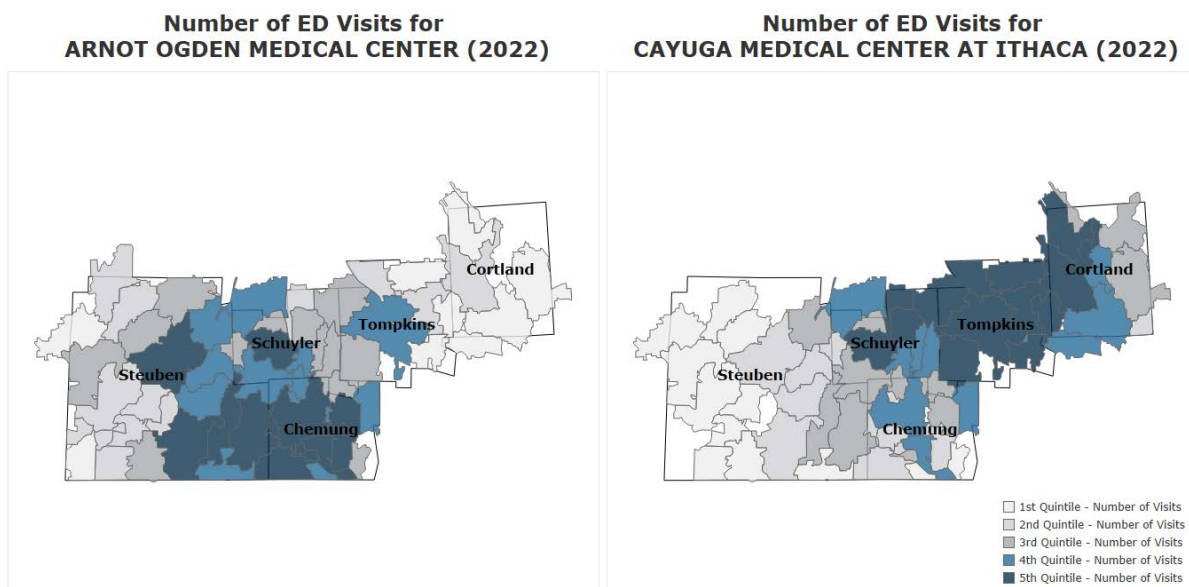 Number of ED Visits for
ARNOT OGDEN MEDICAL CENTER (2022)
Number of ED Visits for
CAYUGA MEDICAL CENTER AT ITHACA (2022)
Cortland
Tompkins
Schuyler
Steuben
Chemung
Cortland
Tompkins
Schuyler
Steuben
Chemung
1st Quintile - Number of Visits
2nd Quintile - Number of Visits
3rd Quintile - Number of Visits
4th Quintile - Number of Visits
5th Quintile - Number of Visits